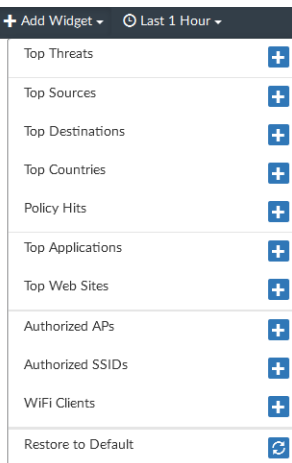 Add Widget Last 1 Hour
Top Threats
Top Sources
Top Destinations
Top Countries
Policy Hits
Top Applications
Top Web Sites
Authorized APs
Authorized SSIDs
WiFi Clients
Restore to Default